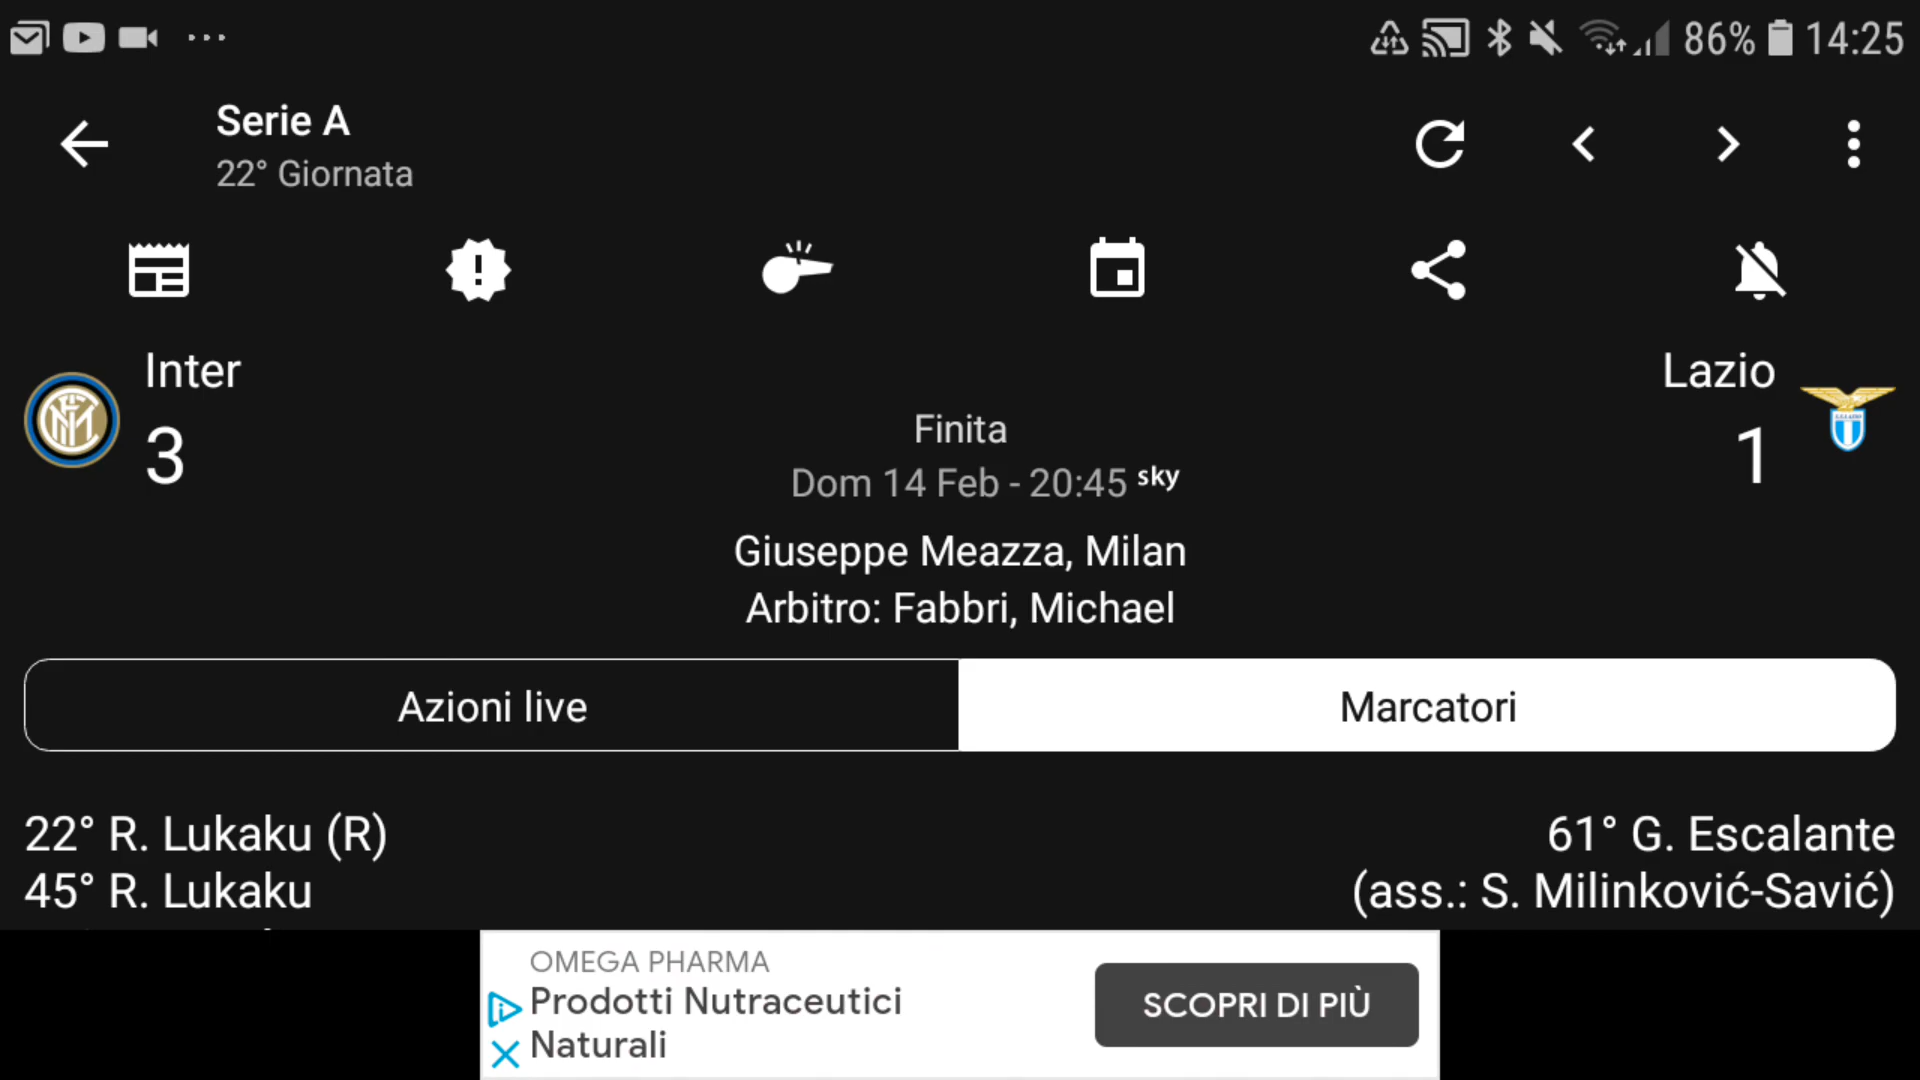 86% 14:25
Serie A
22° Giornata
Inter
Lazio
3
1
Finita
Dom 14 Feb - 20:45 sky
Giuseppe Meazza, Milan
Arbitro: Fabbri, Michael
Azioni live
Marcatori
22° R. Lukaku (R)
61° G. Escalante
45° R. Lukaku
(ass.: S. Milinković-Savić)
OMEGA PHARMA
Prodotti Nutraceutici
Naturali
SCOPRI DI PIÙ